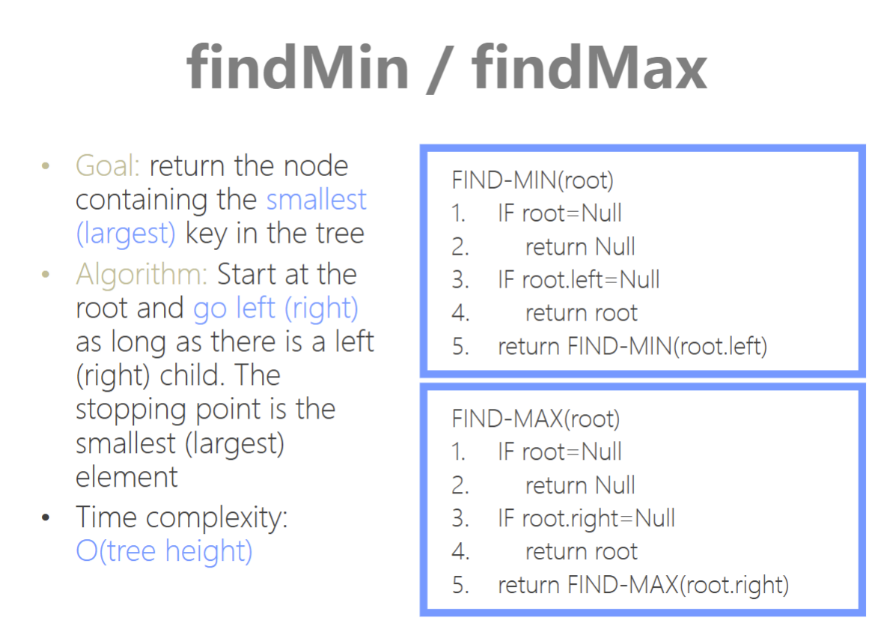 findMin / findMax
• Goal: return the node
containing the smallest
(largest) key in the tree
• Algorithm: Start at the
root and go left (right)
as long as there is a left
(right) child. The
stopping point is the
smallest (largest)
element
• Time complexity:
O(tree height)
FIND-MIN(root)
1. IF root=Null
2. return Null
3. IF root.left=Null
4. return root
5. return FIND-MIN(root.left)
FIND-MAX(root)
1. IF root=Null
2. return Null
3. IF root.right=Null
4. return root
5. return FIND-MAX(root.right)